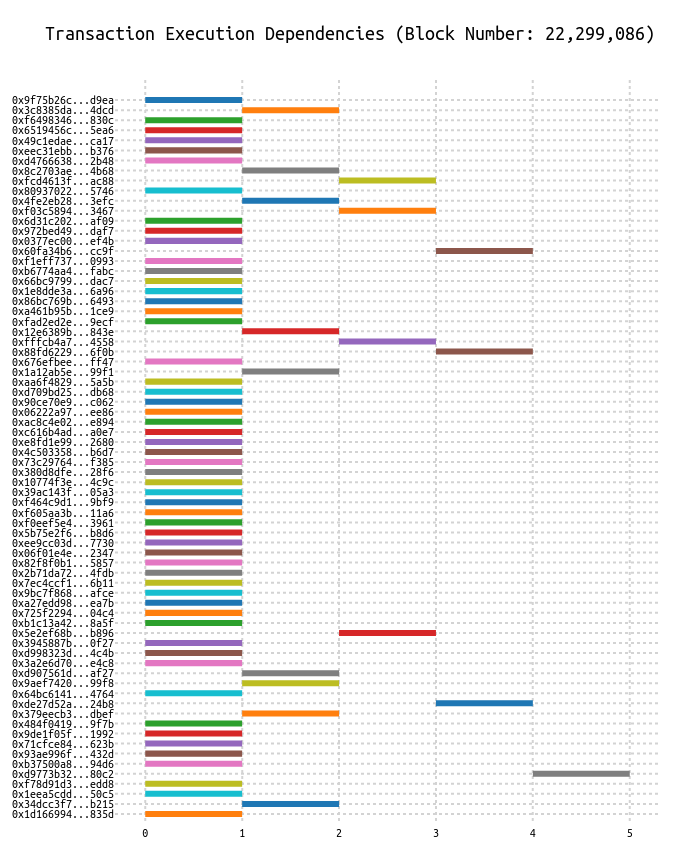 Transaction Execution Dependencies (Block Number: 22,299,086)
0x9f75b26c...d9ea
0x3c8385da...4dcd
0xf6498346...830c
0x6519456c...5ea6
0x49c1edae...ca17
0xeec31ebb...b376
0xd4766638...2b48
0x8c2703ae...4b68
0xfcd4613f...ac88
0x80937022...5746
0x4fe2eb28...3efc
0xf03c5894...3467
0x6d31c202...af09
0x972bed49...daf7
0x0377ec00...ef4b
0x60fa34b6...cc9f
0xf1eff737...0993
0xb6774aa4...fabc
0x66bc9799...dac7
0x1e8dde3a...6a96
0x86bc769b...6493
0xa461b95b...1ce9
0xfad2ed2e...9ecf
0x12e6389b...843e
0xfffcb4a7...4558
0x88fd6229...6f0b
0x676efbee...ff47
0x1a12ab5e...99f1
0xaa6f4829...5a5b
0xd709bd25...db68
0x90ce70e9...c062
0x06222a97...ee86
0xac8c4e02...e894
0xc616b4ad...a0e7
0xe8fd1e99...2680
0x4c503358...b6d7
0x73c29764...f385
0x380d8dfe...28f6
0x10774f3e...4c9c
0x39ac143f...05a3
0xf464c9d1...9bf9
0xf605aa3b...11a6
0xf0eef5e4...3961
0x5b75e2f6...b8d6
0xee9cc03d...7730
0x06f01e4e...2347
0x82f8f0b1...5857
0x2b71da72...4fdb
0x7ec4ccf1...6b11
0x9bc7f868...afce
0xa27edd98...ea7b
0x725f2294...04c4
0xb1c13a42...8a5f
0x5e2ef68b...b896
0x3945887b...0f27
0xd998323d...4c4b
0x3a2e6d70...e4c8
0xd907561d...af27
0x9aef7420...99f8
0x64bc6141...4764
0xde27d52a...24b8
0x379eecb3...dbef
0x484f0419...9f7b
0x9de1f05f...1992
0x71cfce84...623b
0x93ae996f...432d
0xb37500a8...94d6
0xd9773b32...80c2
0xf78d91d3...edd8
0x1eea5cdd...50c5
0x34dcc3f7...b215
0x1d166994...835d
0 1 2 3 4 5